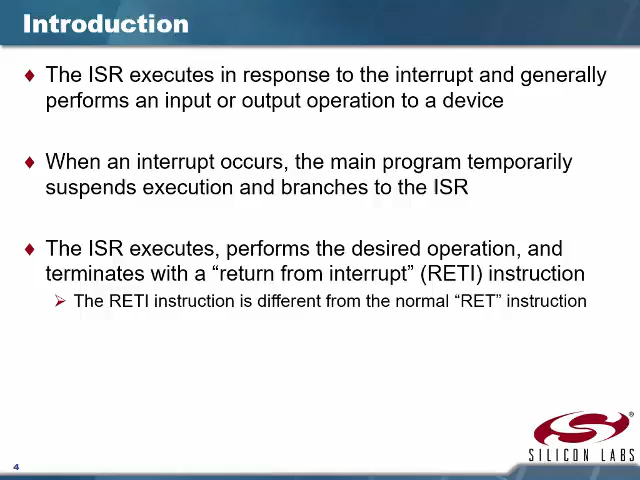 Introduction
The ISR executes in response to the interrupt and generally
performs an input or output operation to a device
When an interrupt occurs, the main program temporarily
suspends execution and branches to the ISR
The ISR executes, performs the desired operation, and
terminates with a “return from interrupt” (RETI) instruction
The RETI instruction is different from the normal “RET” instruction
SILICON LABS
4